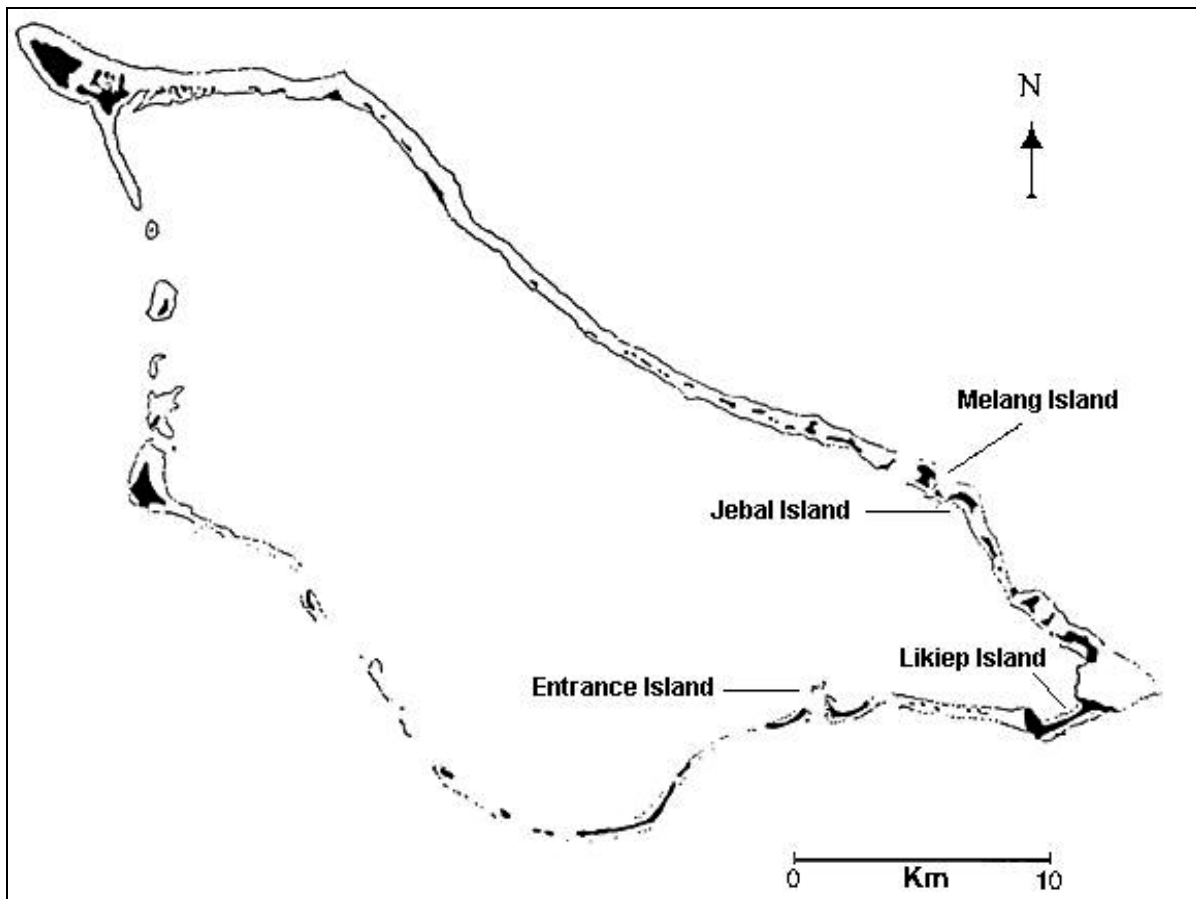 N
Melang Island
Jebal Island
Likiep Island
Entrance Island
0 Km 10